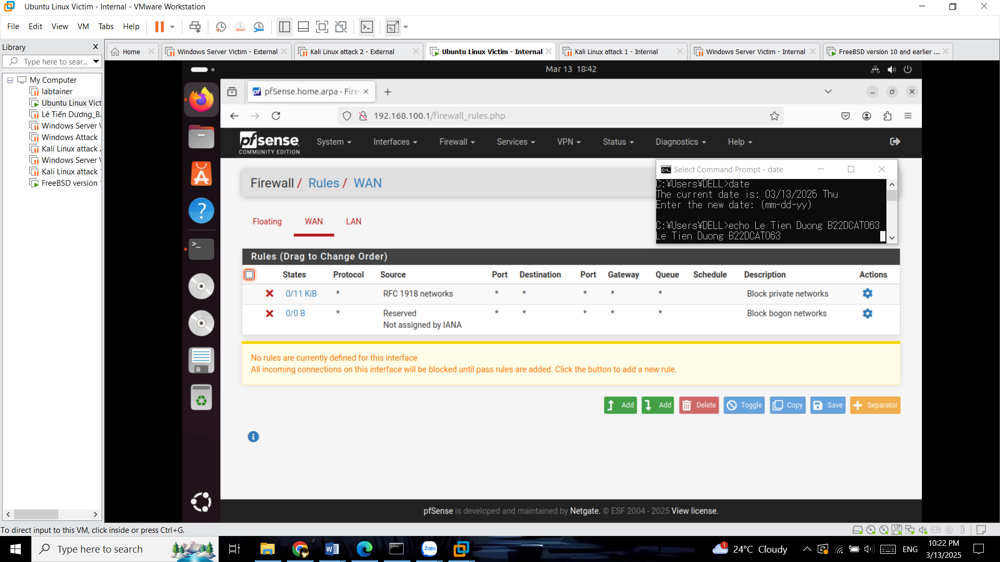 Ubuntu Linux Victim - Internal - VMware Workstation
File Edit View VM Tabs Help
Library
Type here to sear...
My Computer
labtainer
Ubuntu Linux Vict
Lê Tiến Dương_B2
Windows Server V
Windows Attack
Kali Linux attack 2
Windows Server V
Kali Linux attack
FreeBSD version
Home
Windows Server Victim - External
Kali Linux attack 2 - External
Ubuntu Linux Victim - Internal
Kali Linux attack 1 - Internal
Windows Server Victim - Internal
FreeBSD version 10 and earlier ...
Mar 13 18:42
pfSense.home.arpa - Firew
192.168.100.1/firewall_rules.php
pfsense
COMMUNITY EDITION
System Interfaces Firewall Services VPN Status Diagnostics Help
Firewall / Rules / WAN
Select Command Prompt - date
C:¥Users¥DELL>date
The current date is: 03/13/2025 Thu
Enter the new date: (mm-dd-yy)
C:¥Users¥DELL>echo Le Tien Duong B22DCAT063
Le Tien Duong B22DCAT063
Floating WAN LAN
Rules (Drag to Change Order)
States Protocol Source Port Destination Port Gateway Queue Schedule Description Actions
0/11 KiB * RFC 1918 networks * * * * * Block private networks
0/0 B * Reserved * * * * * Block bogon networks
Not assigned by IANA
No rules are currently defined for this interface
All incoming connections on this interface will be blocked until pass rules are added. Click the button to add a new rule.
Add Add Delete Toggle Copy Save Separator
pfSense is developed and maintained by Netgate. © ESF 2004 - 2025 View license.
To direct input to this VM, click inside or press Ctrl+G.
Type here to search
Zalo
1
24°C Cloudy
ENG
10:22 PM
3/13/2025